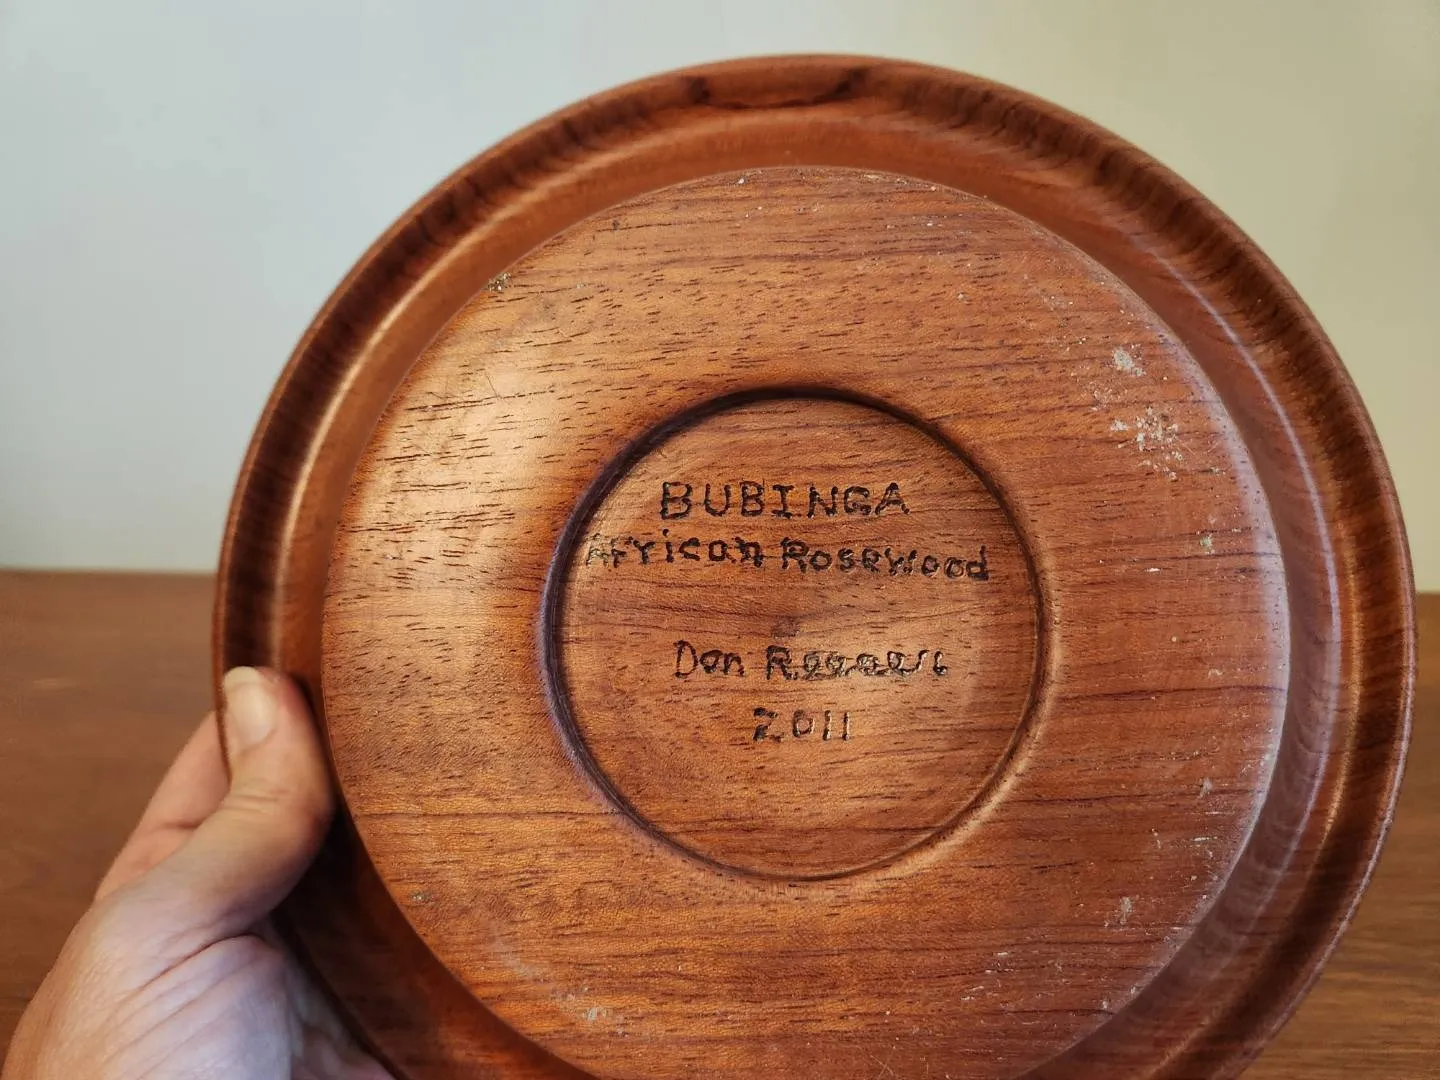 BUBINGA
African Rosewood
Don
2011